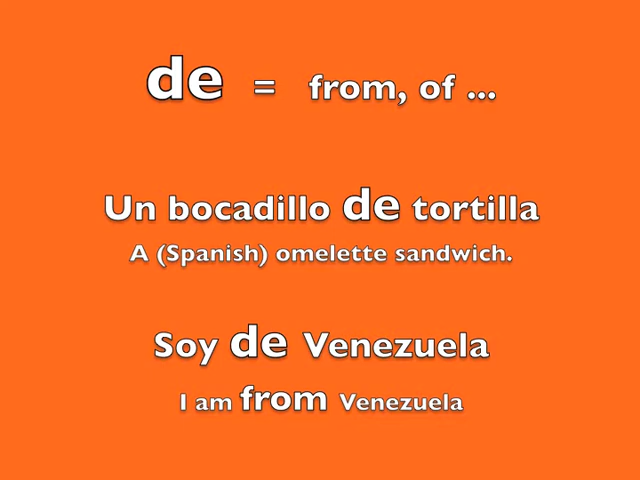 de = from, of ...
Un bocadillo de tortilla
A (Spanish) omelette sandwich.
Soy de Venezuela
I am from Venezuela